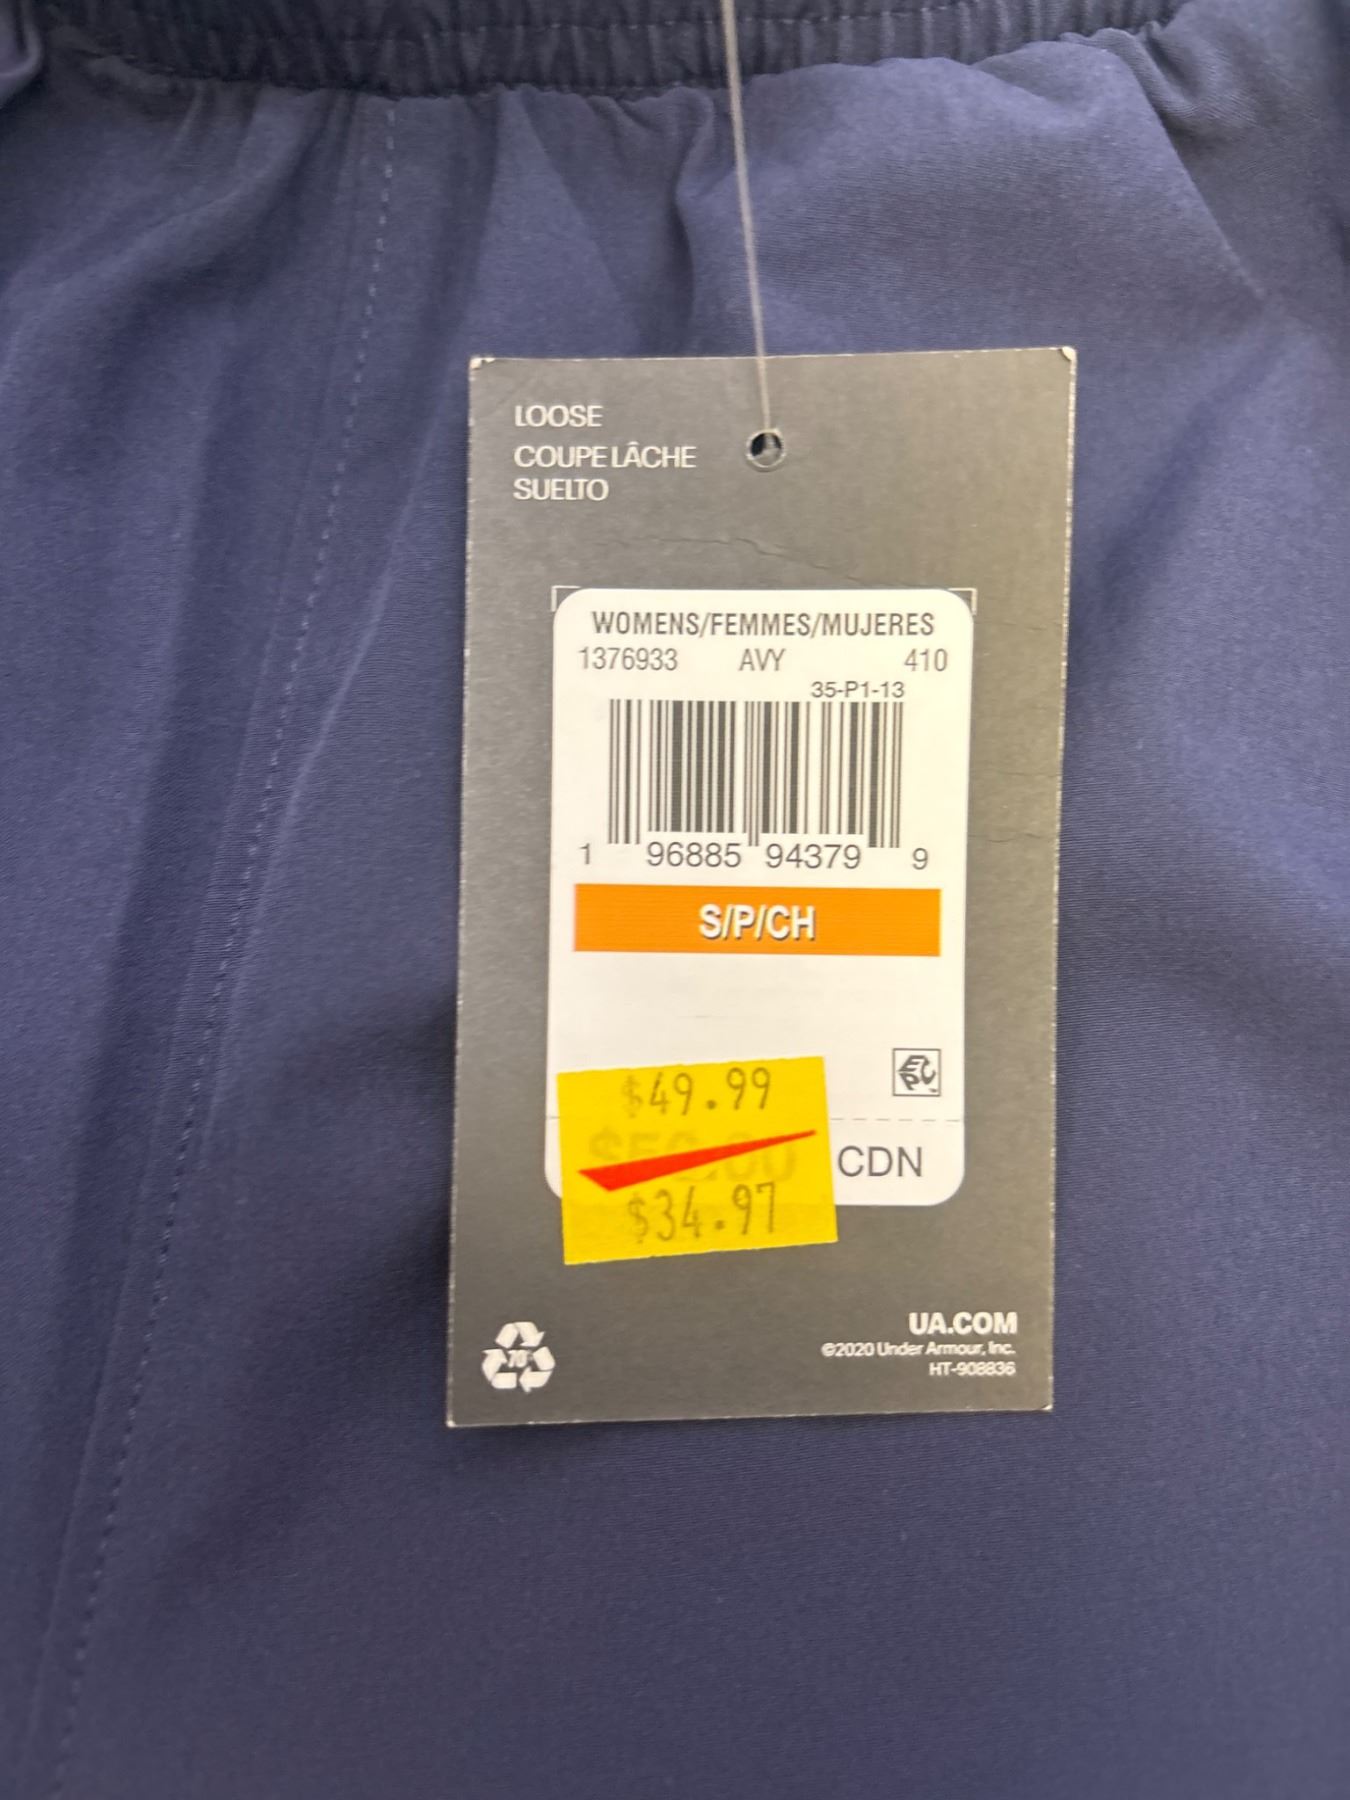 LOOSE
COUPE LÂCHE
SUELTO
WOMENS/FEMMES/MUJERES
1376933 AVY 410
35-P1-13
1 96885 94379 9
S/P/CH
$49.99
CDN
$34.97
70
UA.COM
©2020 Under Armour, Inc.
HT-908836